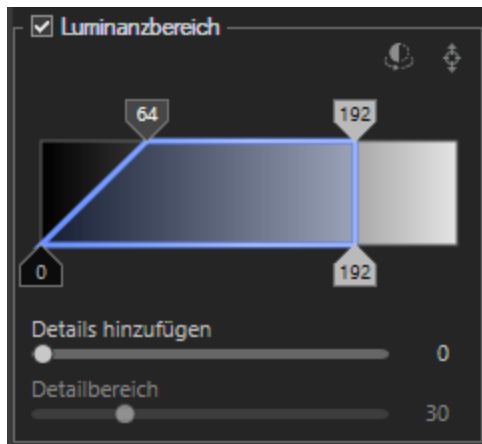 Luminanzbereich
64 192
0 192
Details hinzufügen
0
Detailbereich
30